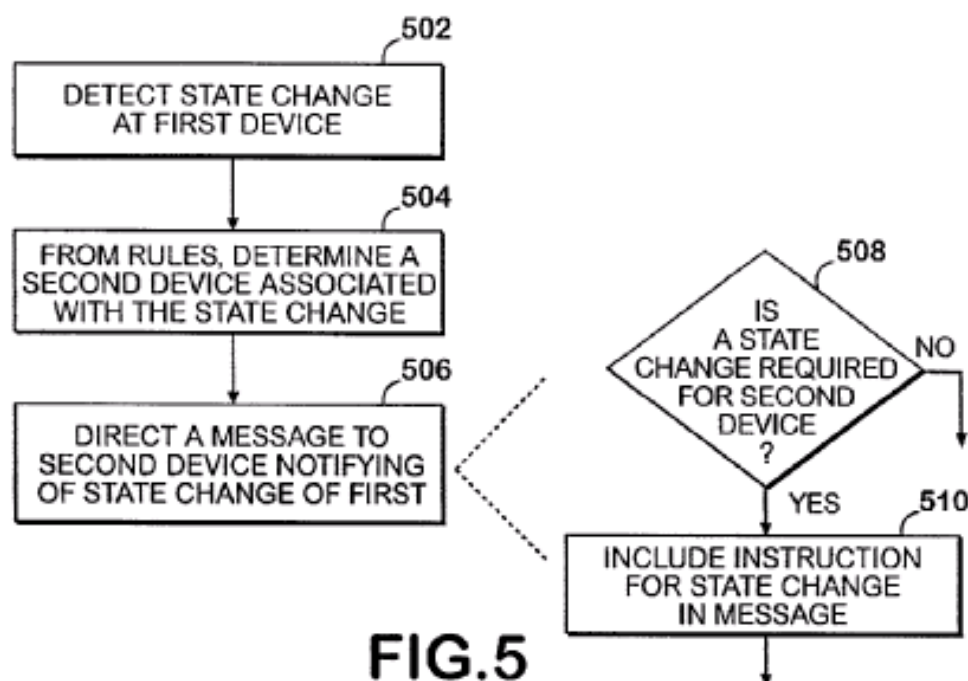 502
DETECT STATE CHANGE
AT FIRST DEVICE
504
FROM RULES, DETERMINE A
SECOND DEVICE ASSOCIATED
WITH THE STATE CHANGE
506
DIRECT A MESSAGE TO
SECOND DEVICE NOTIFYING
OF STATE CHANGE OF FIRST
508
IS
A STATE
CHANGE REQUIRED
FOR SECOND
DEVICE
?
NO
YES
510
INCLUDE INSTRUCTION
FOR STATE CHANGE
IN MESSAGE
FIG.5